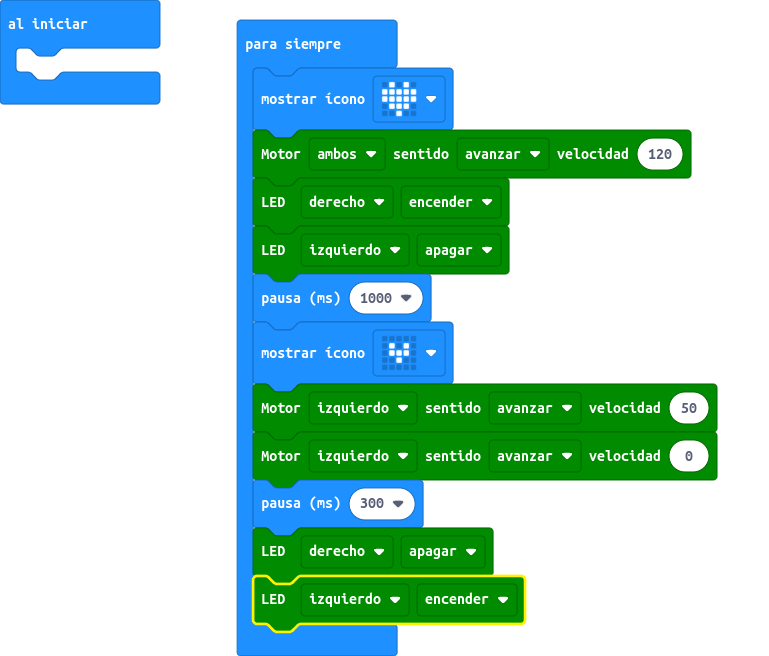 al iniciar
para siempre
mostrar ícono
Motor ambos sentido avanzar velocidad 120
LED derecho encender
LED izquierdo apagar
pausa (ms) 1000
mostrar ícono
Motor izquierdo sentido avanzar velocidad 50
Motor izquierdo sentido avanzar velocidad 0
pausa (ms) 300
LED derecho apagar
LED izquierdo encender